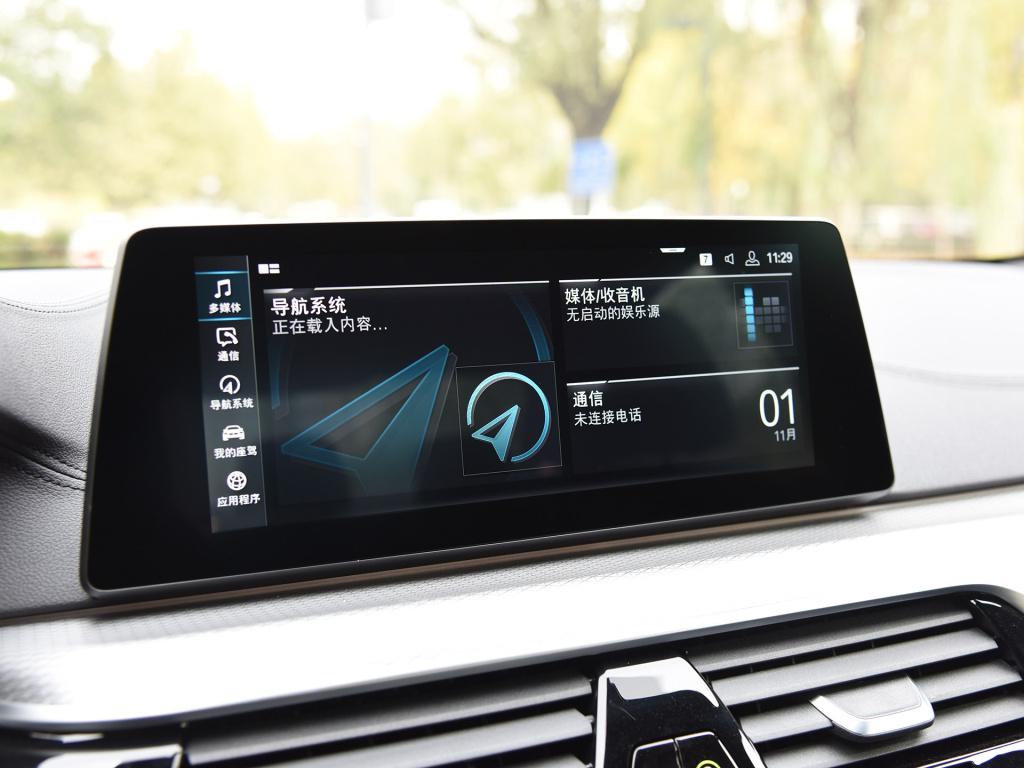 7
11:29
多媒体
通信
导航系统
我的座驾
应用程序
导航系统
正在载入内容...
媒体/收音机
无启动的娱乐源
通信
未连接电话
01
11月